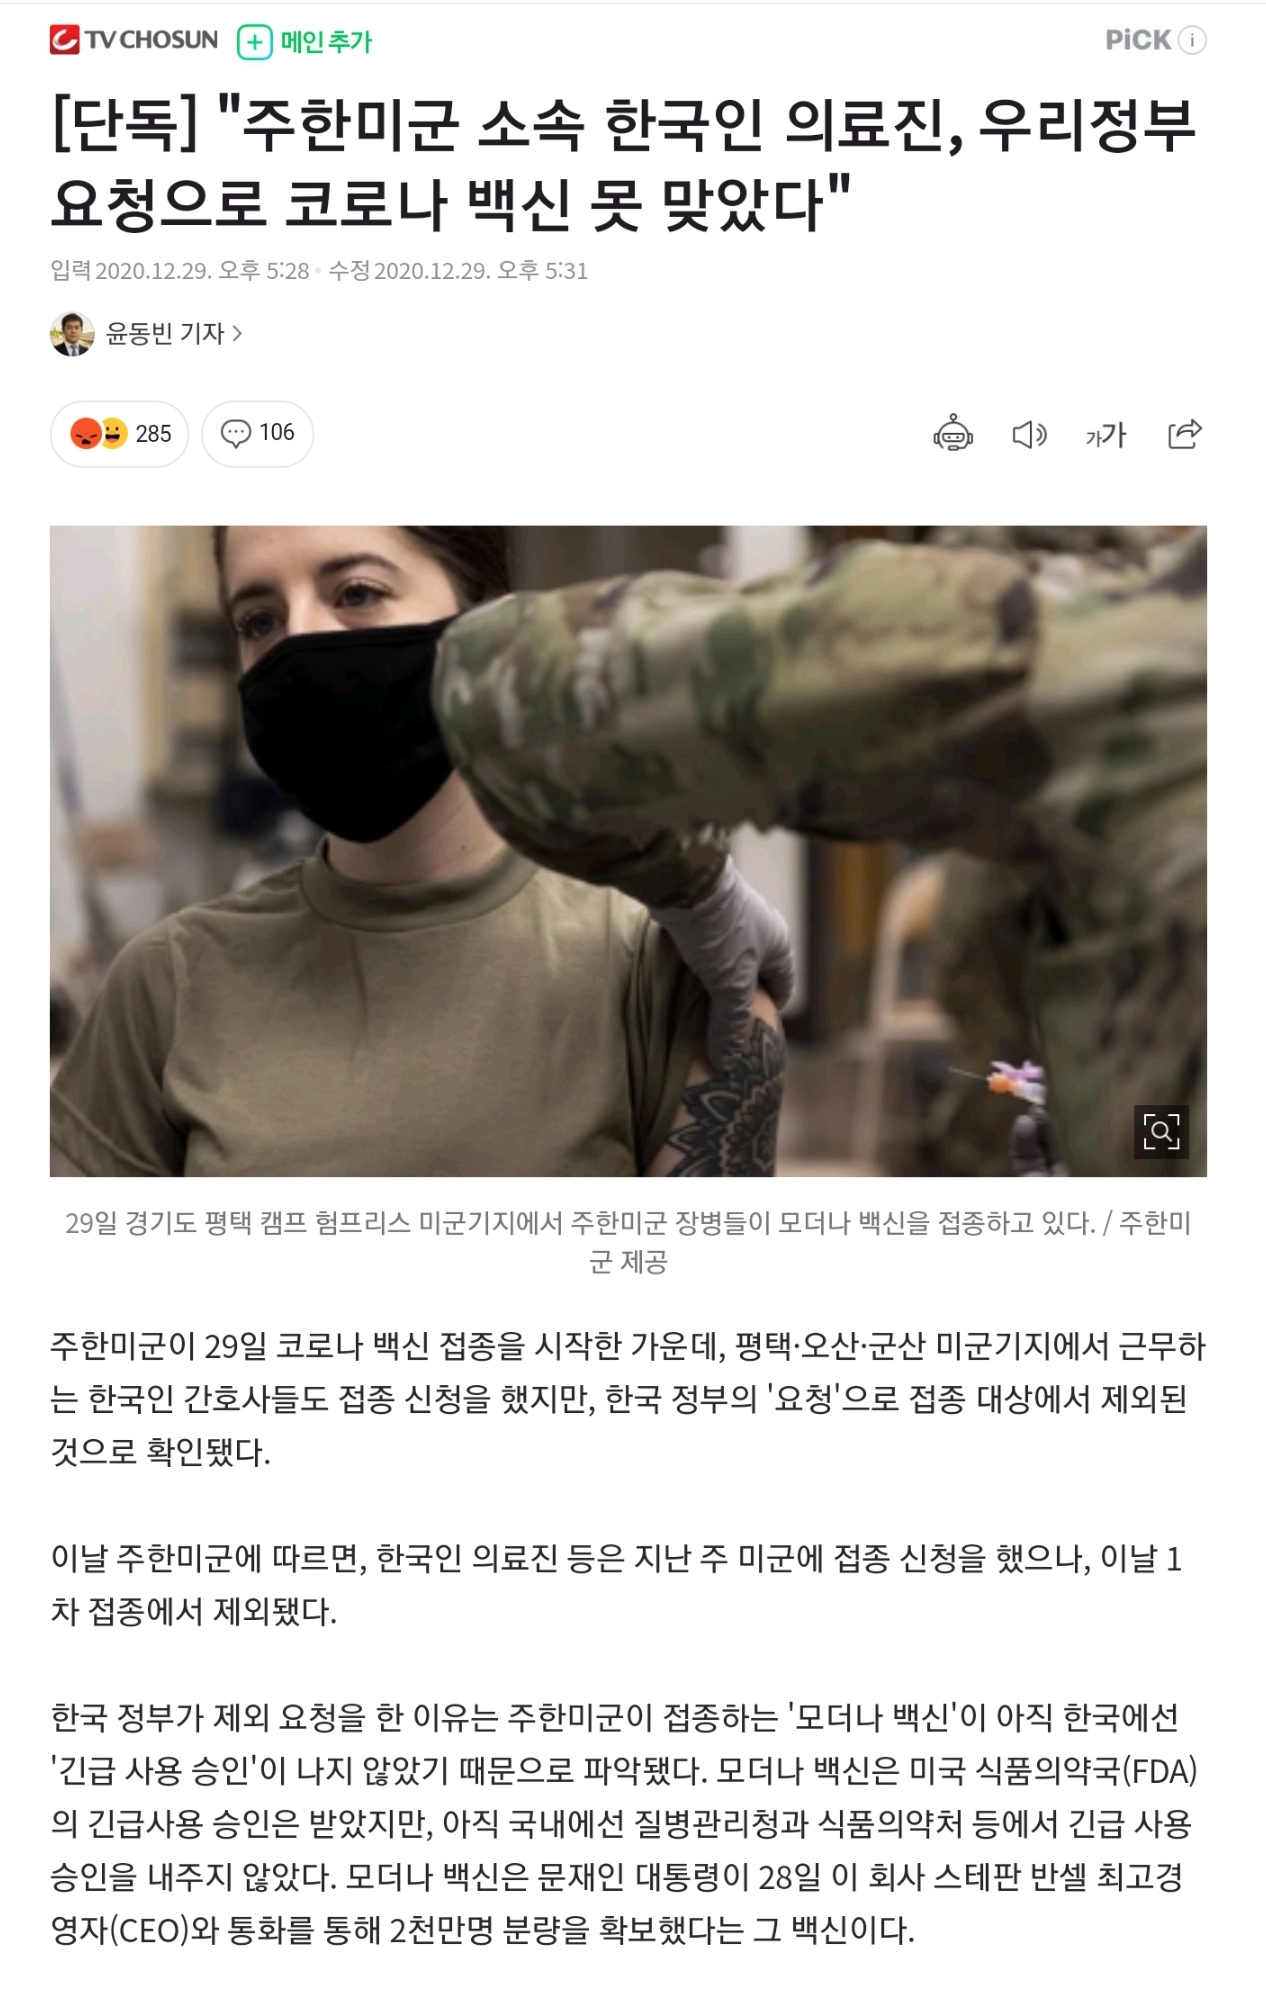 TV CHOSUN 메인 추가 PiCK i
[단독] "주한미군 소속 한국인 의료진, 우리정부
요청으로 코로나 백신 못 맞았다"
입력 2020.12.29. 오후 5:28 · 수정 2020.12.29. 오후 5:31
윤동빈 기자 >
285 106 가가
29일 경기도 평택 캠프 험프리스 미군기지에서 주한미군 장병들이 모더나 백신을 접종하고 있다. / 주한미
군 제공
주한미군이 29일 코로나 백신 접종을 시작한 가운데, 평택·오산·군산 미군기지에서 근무하
는 한국인 간호사들도 접종 신청을 했지만, 한국 정부의 '요청'으로 접종 대상에서 제외된
것으로 확인됐다.
이날 주한미군에 따르면, 한국인 의료진 등은 지난 주 미군에 접종 신청을 했으나, 이날 1
차 접종에서 제외됐다.
한국 정부가 제외 요청을 한 이유는 주한미군이 접종하는 '모더나 백신'이 아직 한국에선
'긴급 사용 승인'이 나지 않았기 때문으로 파악됐다. 모더나 백신은 미국 식품의약국(FDA)
의 긴급사용 승인은 받았지만, 아직 국내에선 질병관리청과 식품의약처 등에서 긴급 사용
승인을 내주지 않았다. 모더나 백신은 문재인 대통령이 28일 이 회사 스테판 반셀 최고경
영자(CEO)와 통화를 통해 2천만명 분량을 확보했다는 그 백신이다.